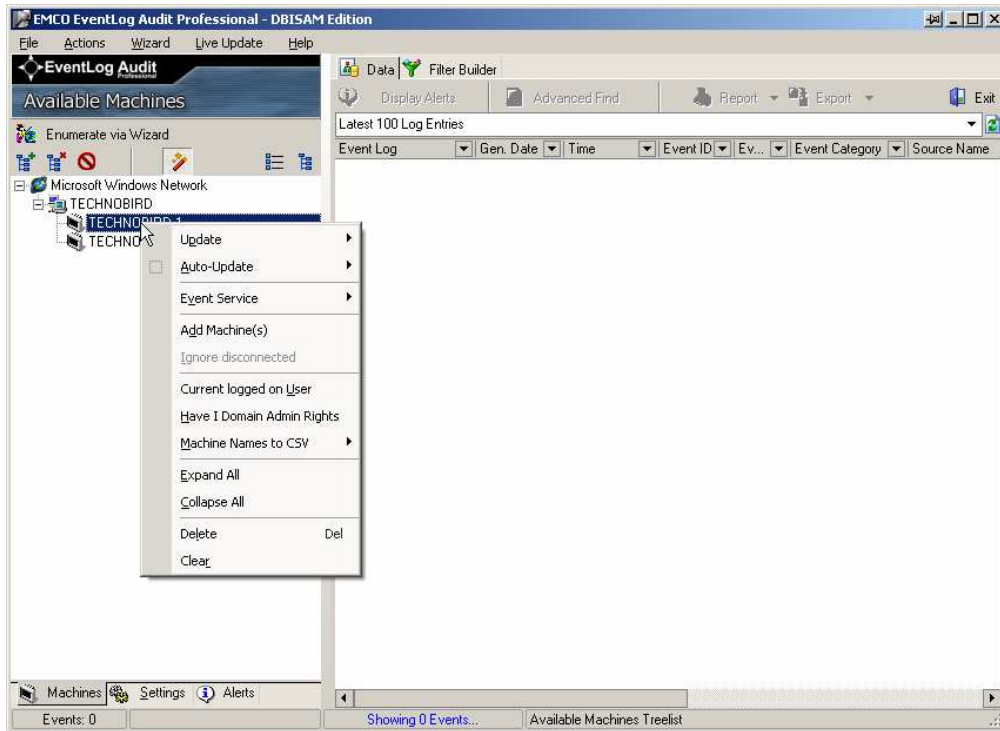 EMCO EventLog Audit Professional - DBISAM Edition
File Actions Wizard Live Update Help
EventLog Audit
Professional
Available Machines
Enumerate via Wizard
Microsoft Windows Network
TECHNOBIRD
TECHNOBIRD-1
TECHNO
Update
Auto-Update
Event Service
Add Machine(s)
Ignore disconnected
Current logged on User
Have I Domain Admin Rights
Machine Names to CSV
Expand All
Collapse All
Delete Del
Clear
Data Filter Builder
Display Alerts Advanced Find Report Export Exit
Latest 100 Log Entries
Event Log Gen. Date Time Event ID Ev... Event Category Source Name
Machines Settings Alerts
Events: 0 Showing 0 Events... Available Machines Treelist